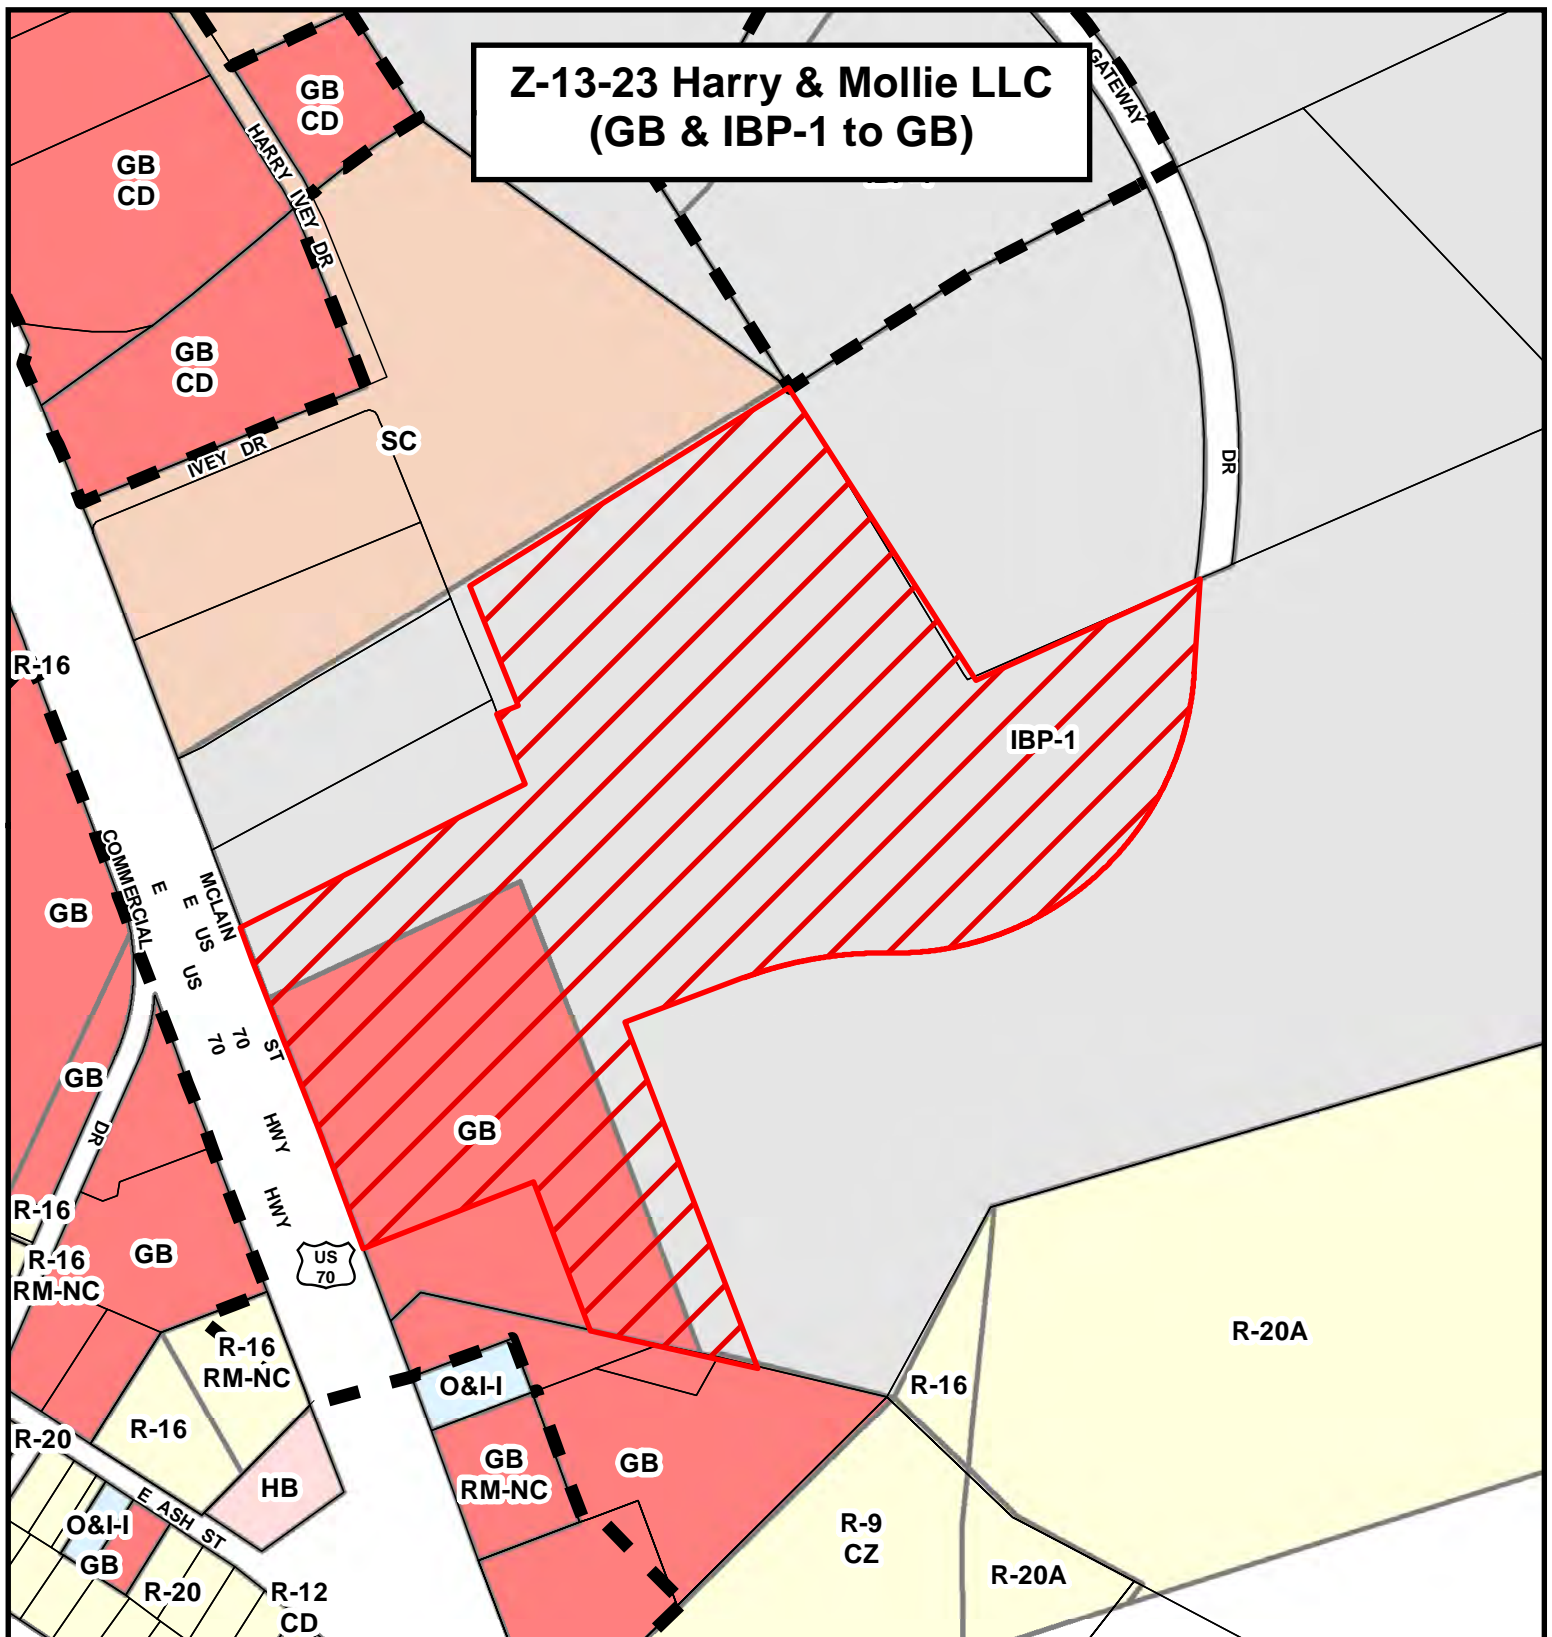 Z-13-23 Harry & Mollie LLC
(GB & IBP-1 to GB)
GATEWAY
DR
GB
CD
GB
CD
HARRY IVEY DR
GB
CD
IVEY DR
SC
R-16
IBP-1
COMMERCIAL
DR
MCLAIN
ST
E US 70 HWY
E US 70 HWY
GB
GB
GB
R-16
R-16
RM-NC
GB
US
70
R-16
RM-NC
O&I-I
R-20A
R-16
R-16
R-20
GB
RM-NC
GB
HB
E ASH ST
O&I-I
GB
R-9
CZ
R-20A
R-20
R-12
CD